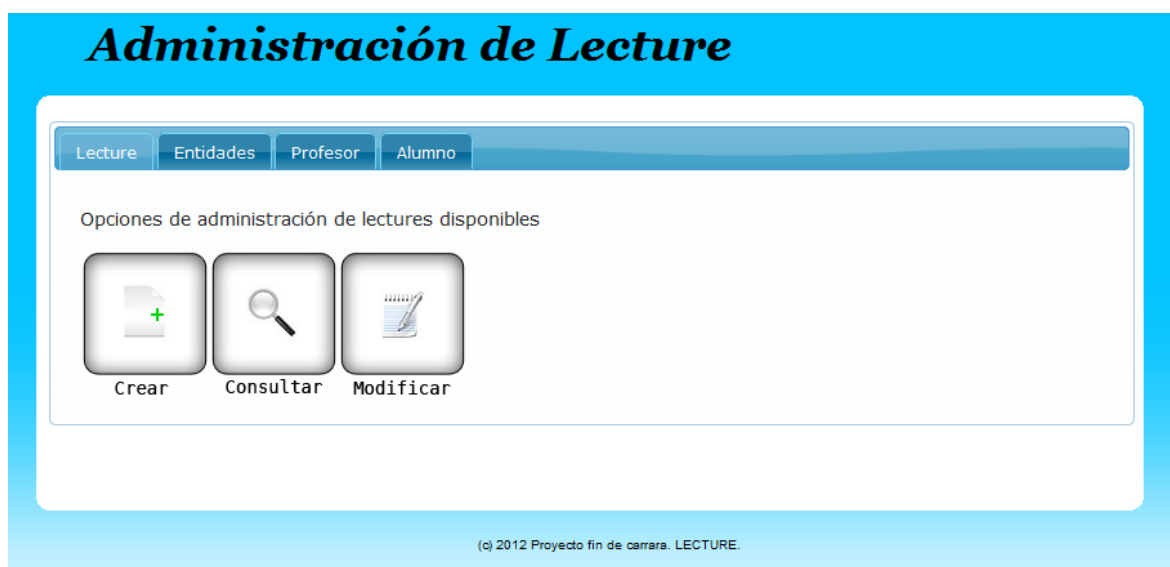 Administración de Lecture
Lecture Entidades Profesor Alumno
Opciones de administración de lectures disponibles
Crear Consultar Modificar
(c) 2012 Proyecto fin de carrara. LECTURE.